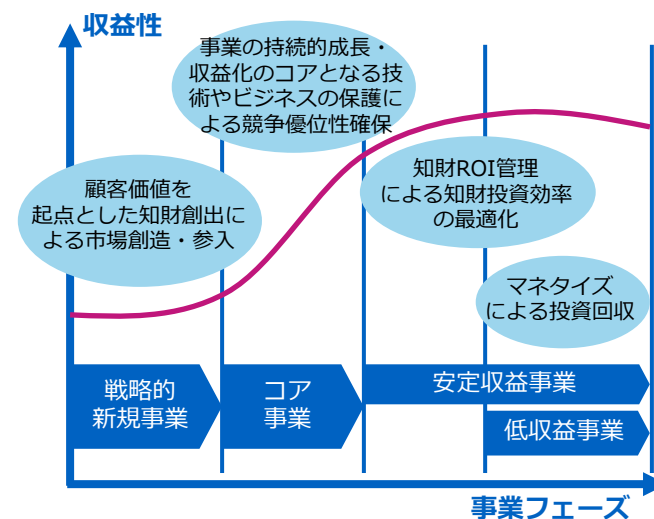 収益性
事業の持続的成長・
収益化のコアとなる技
術やビジネスの保護に
よる競争優位性確保
顧客価値を
起点とした知財創出に
よる市場創造・参入
知財ROI管理
による知財投資効率
の最適化
マネタイズ
による投資回収
戦略的
新規事業
コア
事業
安定収益事業
低収益事業
事業フェーズ